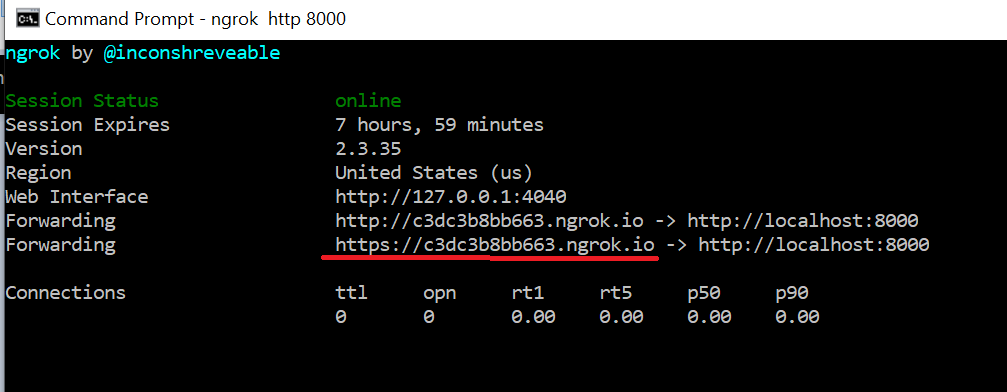 Command Prompt - ngrok  http 8000
ngrok by @inconshreveable
Session Status online
Session Expires 7 hours, 59 minutes
Version 2.3.35
Region United States (us)
Web Interface http://127.0.0.1:4040
Forwarding http://c3dc3b8bb663.ngrok.io -> http://localhost:8000
Forwarding https://c3dc3b8bb663.ngrok.io -> http://localhost:8000
Connections ttl opn rt1 rt5 p50 p90
0 0 0.00 0.00 0.00 0.00